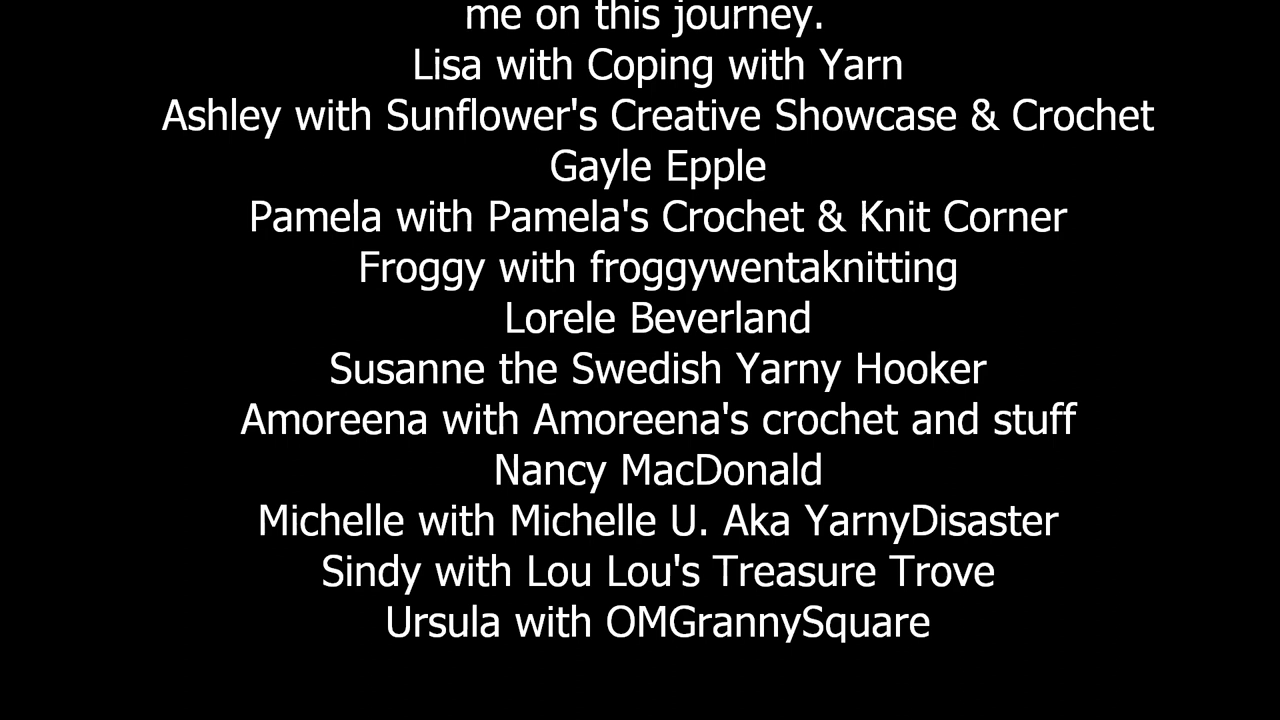 me on this journey.
Lisa with Coping with Yarn
Ashley with Sunflower's Creative Showcase & Crochet
Gayle Epple
Pamela with Pamela's Crochet & Knit Corner
Froggy with froggywentaknitting
Lorele Beverland
Susanne the Swedish Yarny Hooker
Amoreena with Amoreena's crochet and stuff
Nancy MacDonald
Michelle with Michelle U. Aka YarnyDisaster
Sindy with Lou Lou's Treasure Trove
Ursula with OMGrannySquare